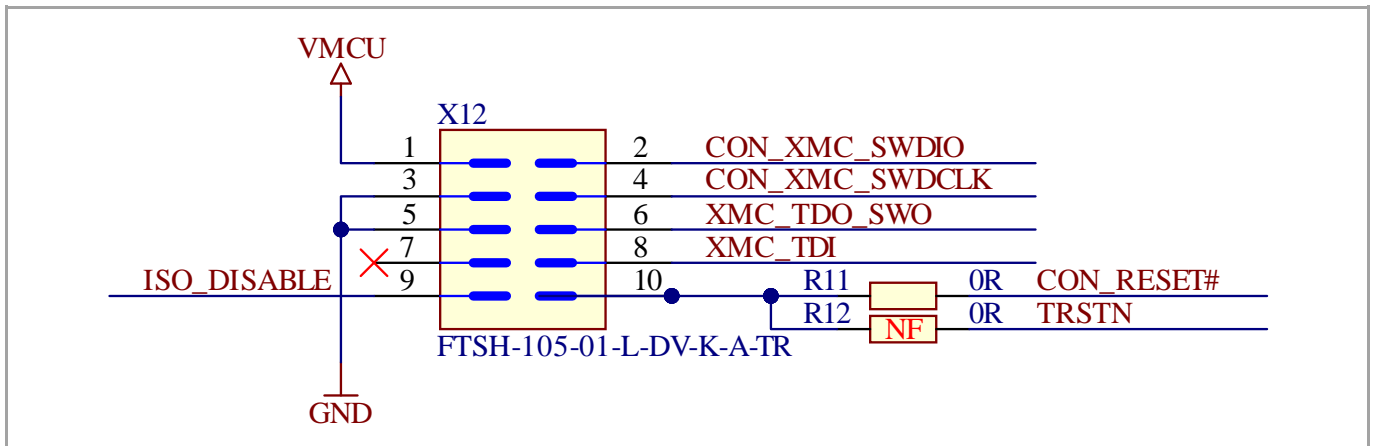 VMCU
X12
1 2 CON_XMC_SWDIO
3 4 CON_XMC_SWDCLK
5 6 XMC_TDO_SWO
7 8 XMC_TDI
ISO_DISABLE 9 10 R11 0R CON_RESET#
R12 NF 0R TRSTN
FTSH-105-01-L-DV-K-A-TR
GND